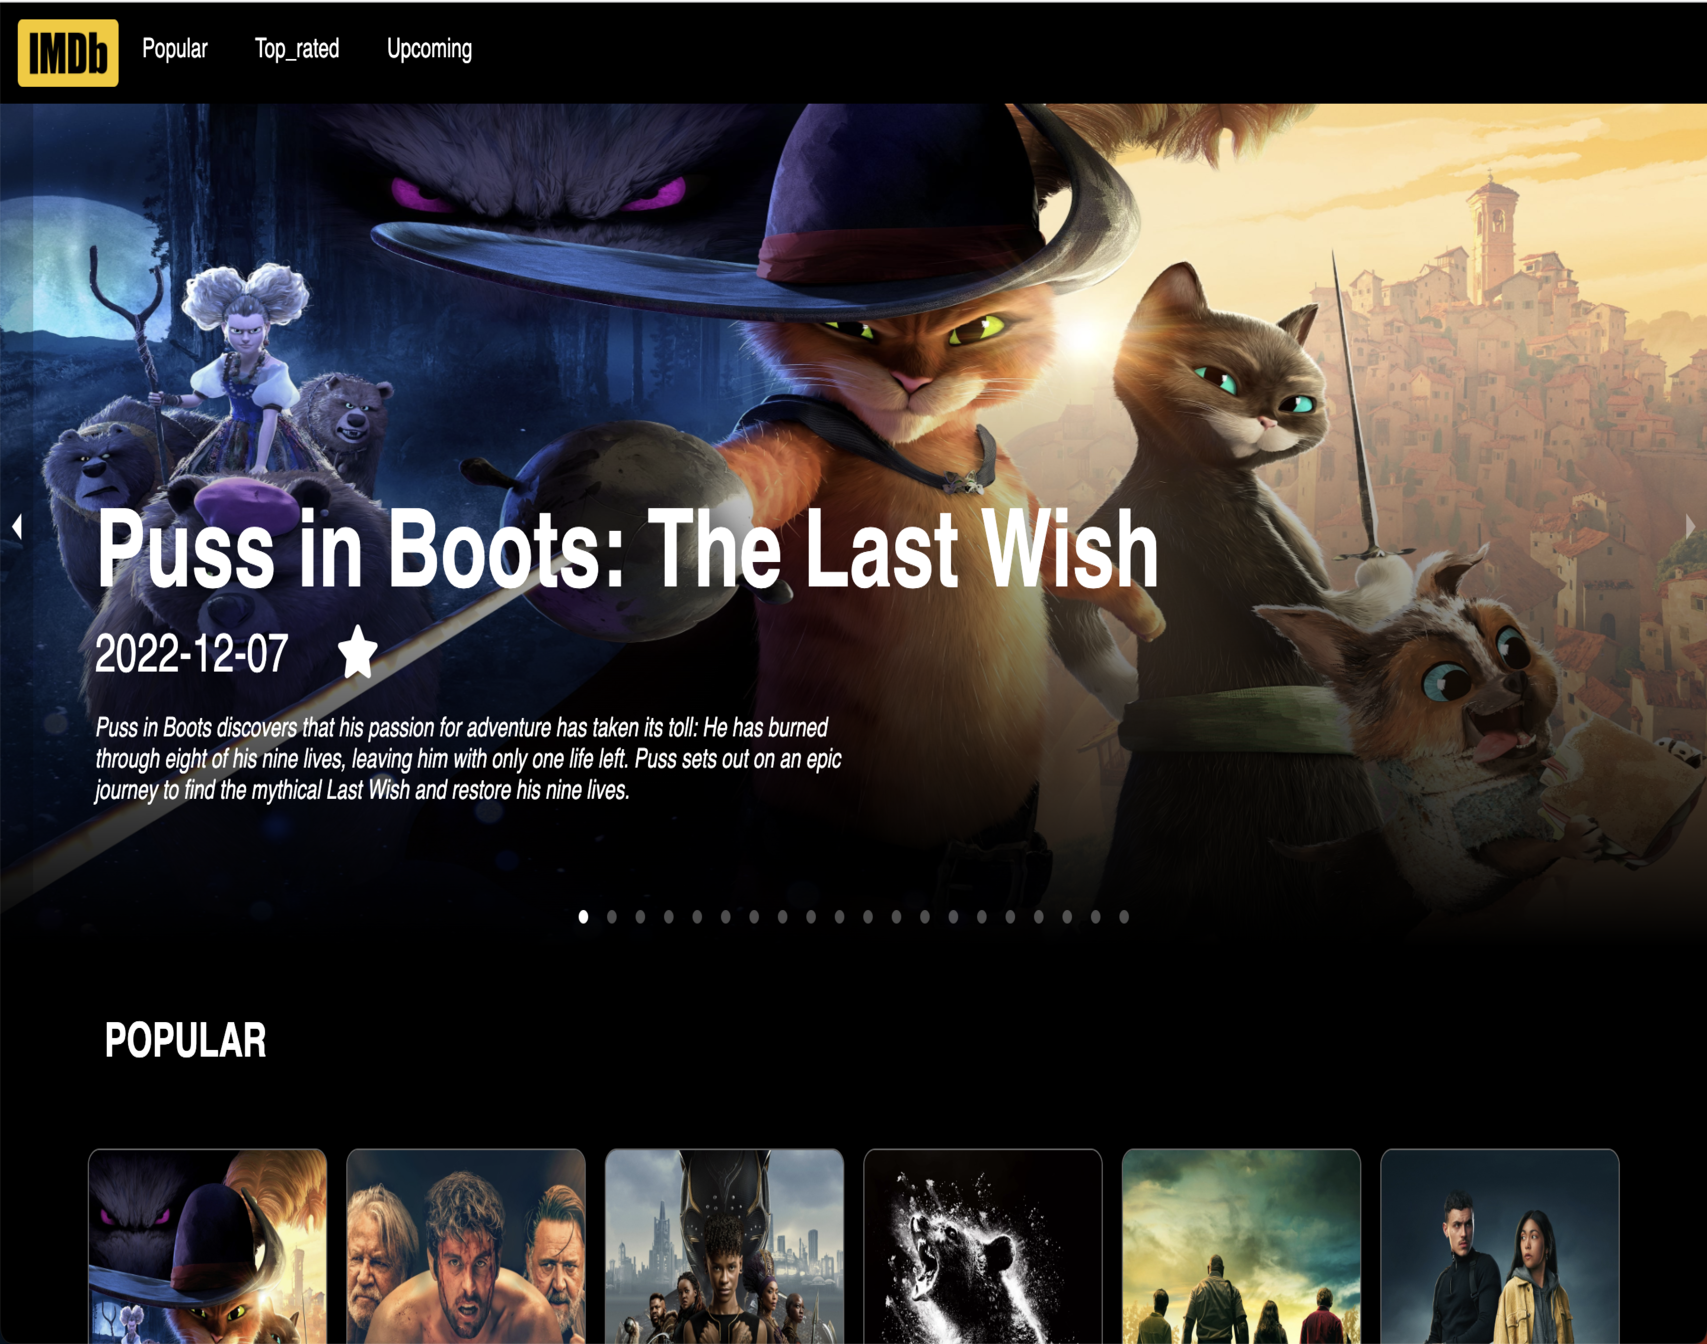 IMDb Popular Top_rated Upcoming
Puss in Boots: The Last Wish
2022-12-07
Puss in Boots discovers that his passion for adventure has taken its toll: He has burned
through eight of his nine lives, leaving him with only one life left. Puss sets out on an epic
journey to find the mythical Last Wish and restore his nine lives.
POPULAR